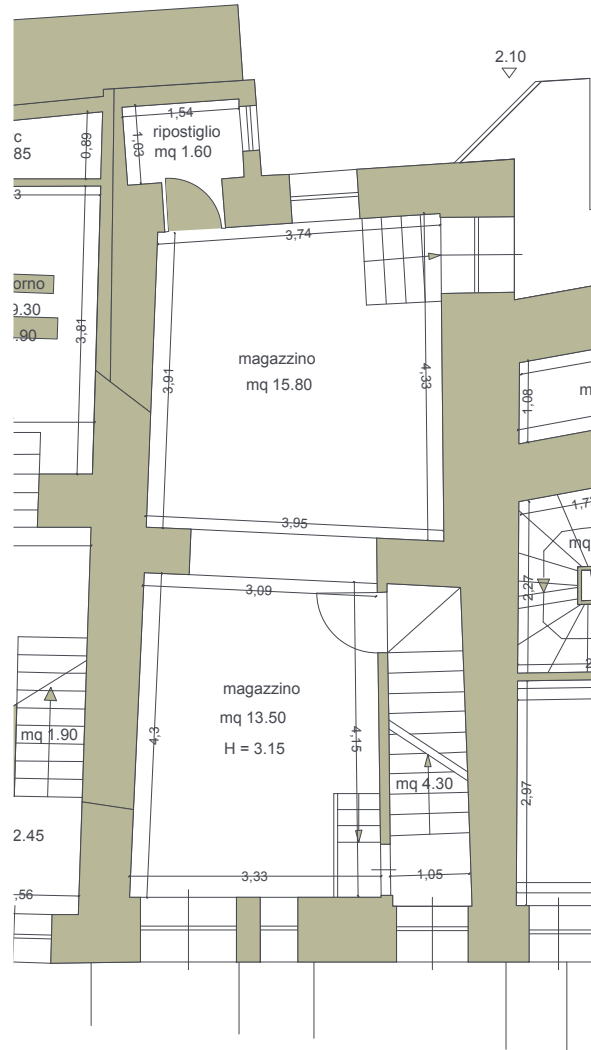 2.10
1,54
ripostiglio
mq 1.60
1,03
0,89
c
85
3
3,74
orno
9.30
.90
3,81
3,91
magazzino
mq 15.80
4,33
1,08
m
3,95
1,77
mq
2,27
2
3,09
magazzino
mq 13.50
H = 3.15
4,3
4,15
mq 1.90
mq 4.30
2,97
2.45
,56
3,33
1,05